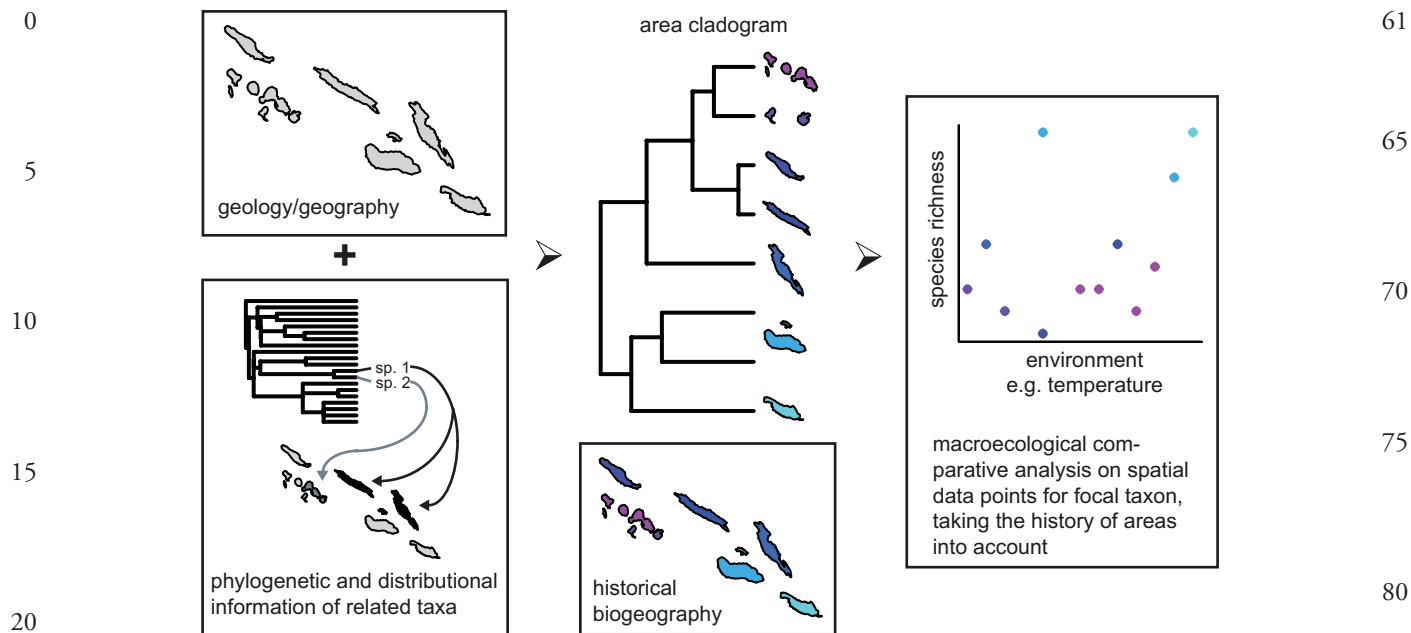 0
5
10
15
20
geology/geography
+
sp. 1
sp. 2
phylogenetic and distributional
information of related taxa
area cladogram
historical
biogeography
species richness
environment
e.g. temperature
macroecological com-
parative analysis on spatial
data points for focal taxon,
taking the history of areas
into account
61
65
70
75
80